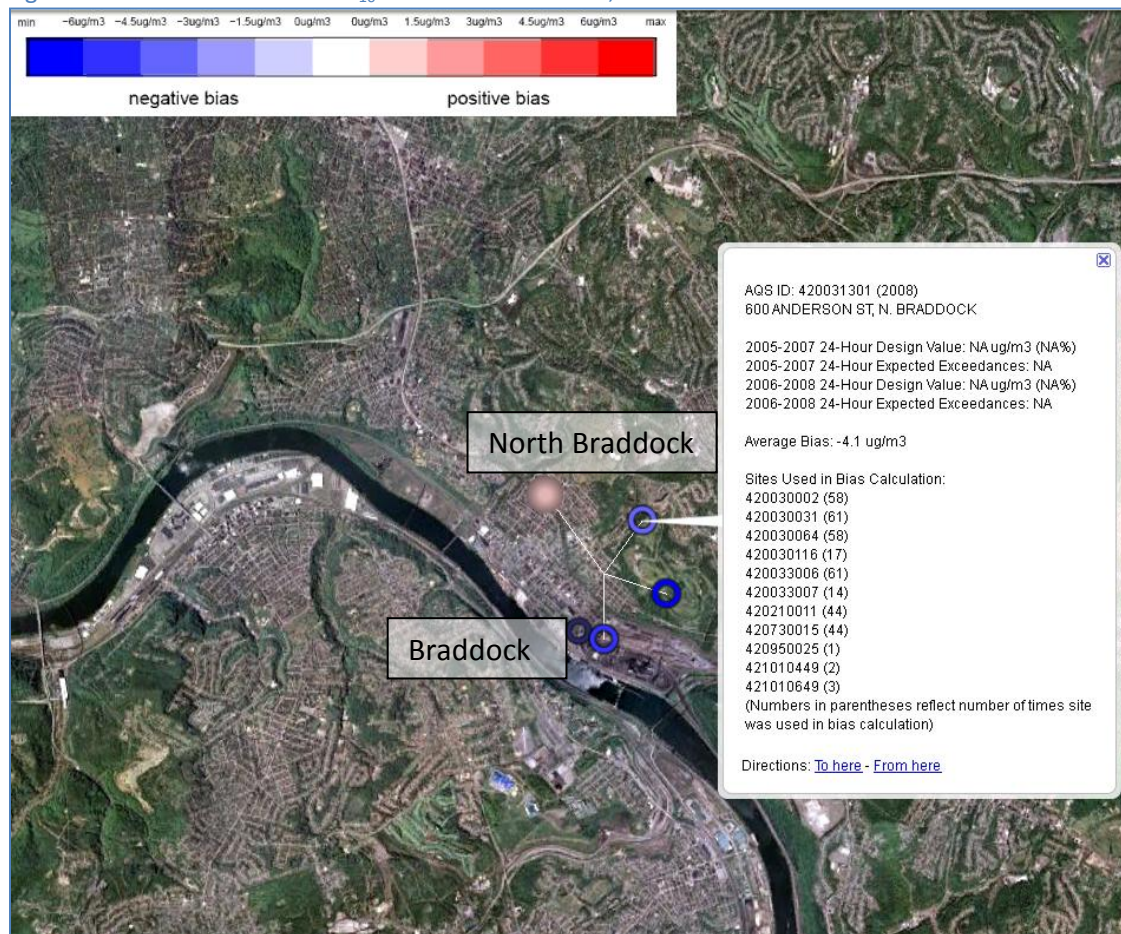 min −6ug/m3 −4.5ug/m3 −3ug/m3 −1.5ug/m3 0ug/m3 0ug/m3 1.5ug/m3 3ug/m3 4.5ug/m3 6ug/m3 max
negative bias positive bias
AQS ID: 420031301 (2008)
600 ANDERSON ST, N. BRADDOCK
2005-2007 24-Hour Design Value: NA ug/m3 (NA%)
2005-2007 24-Hour Expected Exceedances: NA
2006-2008 24-Hour Design Value: NA ug/m3 (NA%)
2006-2008 24-Hour Expected Exceedances: NA
Average Bias: -4.1 ug/m3
Sites Used in Bias Calculation:
420030002 (58)
420030031 (61)
420030064 (58)
420030116 (17)
420033006 (61)
420033007 (14)
420210011 (44)
420730015 (44)
420950025 (1)
421010449 (2)
421010649 (3)
(Numbers in parentheses reflect number of times site
was used in bias calculation)
Directions: To here - From here
North Braddock
Braddock